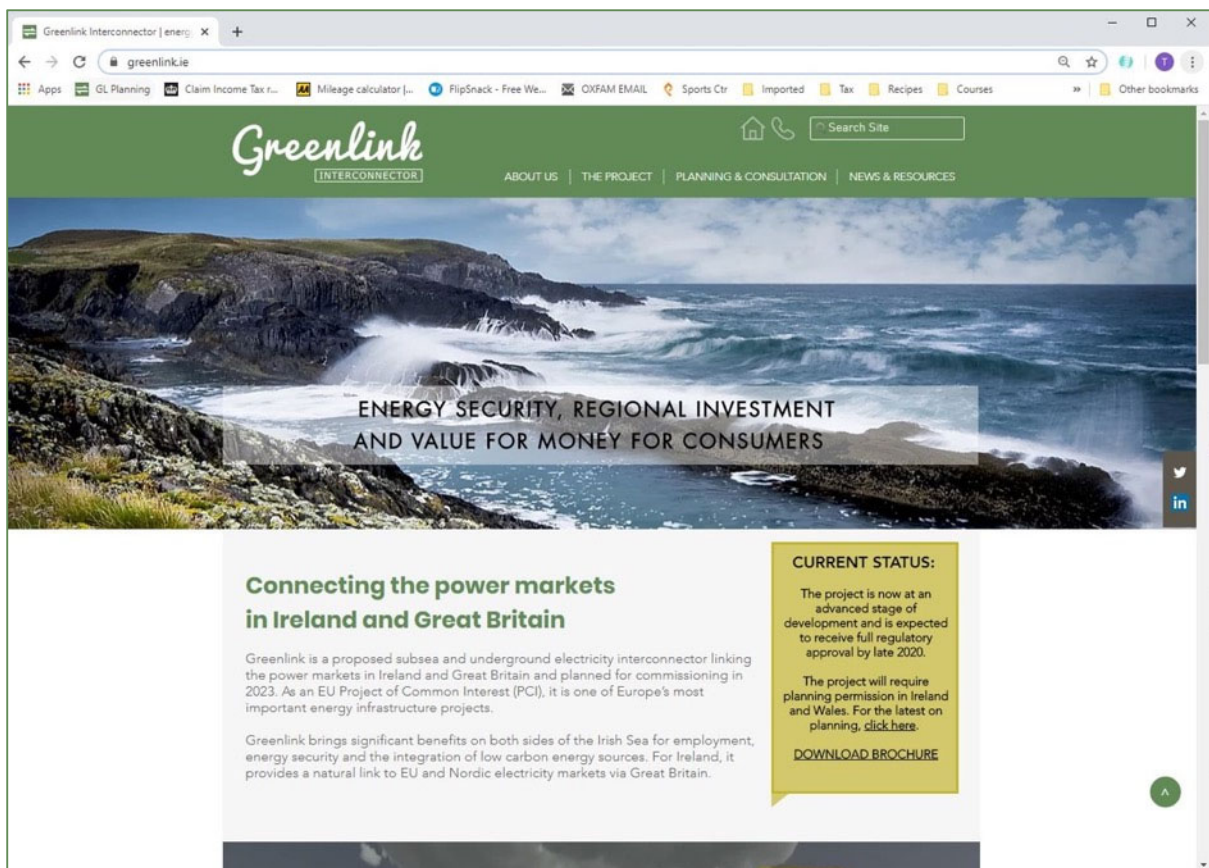 Greenlink Interconnector | energ
greenlink.ie
T
Apps GL Planning Claim Income Tax r... Mileage calculator |... FlipSnack - Free We... OXFAM EMAIL Sports Ctr Imported Tax Recipes Courses » Other bookmarks
Greenlink
INTERCONNECTOR
Search Site
ABOUT US | THE PROJECT | PLANNING & CONSULTATION | NEWS & RESOURCES
ENERGY SECURITY, REGIONAL INVESTMENT
AND VALUE FOR MONEY FOR CONSUMERS
in
Connecting the power markets
in Ireland and Great Britain
Greenlink is a proposed subsea and underground electricity interconnector linking
the power markets in Ireland and Great Britain and planned for commissioning in
2023. As an EU Project of Common Interest (PCI), it is one of Europe's most
important energy infrastructure projects.
Greenlink brings significant benefits on both sides of the Irish Sea for employment,
energy security and the integration of low carbon energy sources. For Ireland, it
provides a natural link to EU and Nordic electricity markets via Great Britain.
CURRENT STATUS:
The project is now at an
advanced stage of
development and is expected
to receive full regulatory
approval by late 2020.
The project will require
planning permission in Ireland
and Wales. For the latest on
planning, click here.
DOWNLOAD BROCHURE